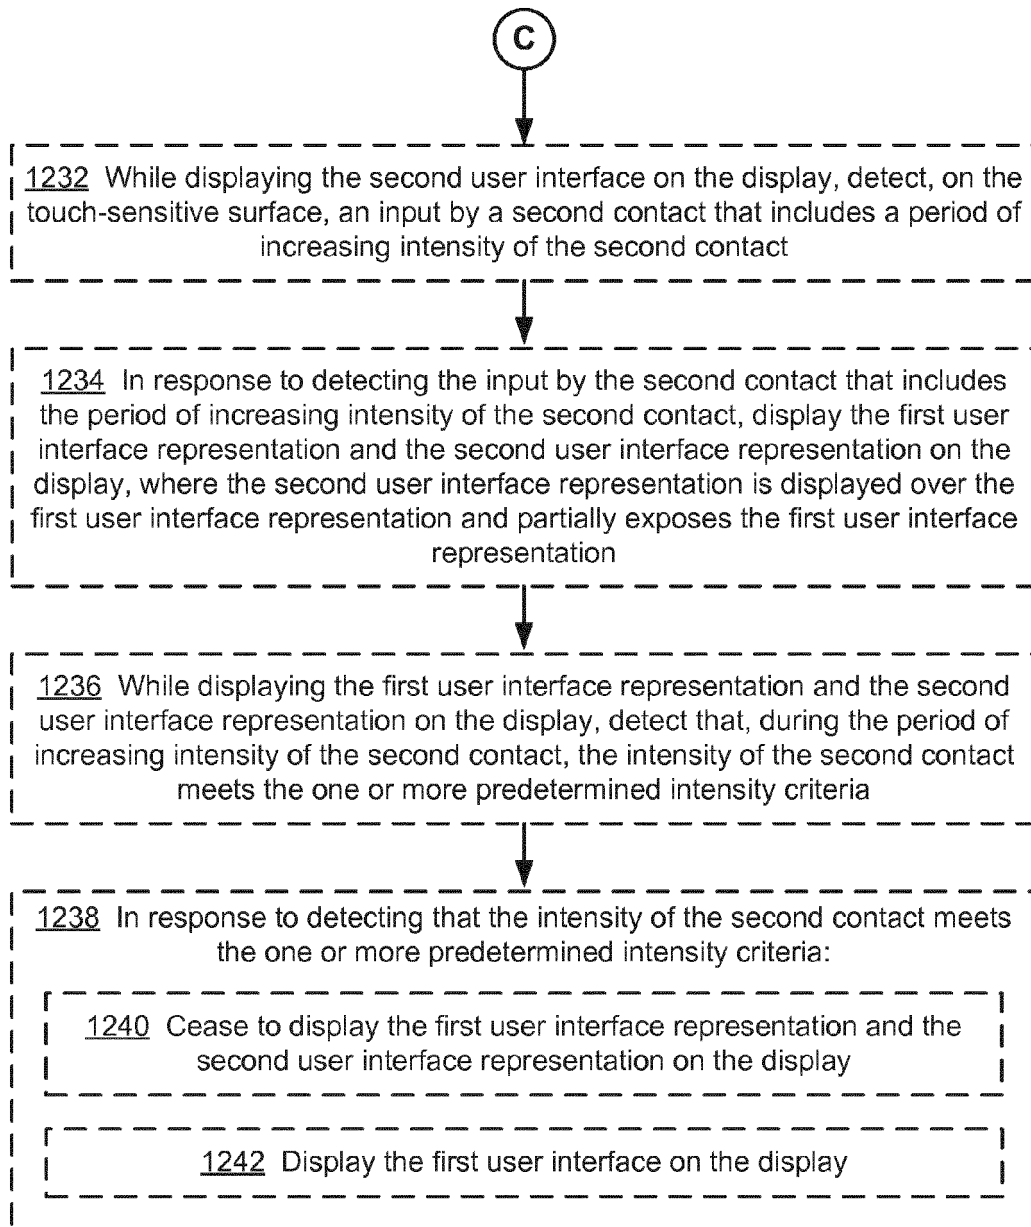 C
1232 While displaying the second user interface on the display, detect, on the
touch-sensitive surface, an input by a second contact that includes a period of
increasing intensity of the second contact
1234 In response to detecting the input by the second contact that includes
the period of increasing intensity of the second contact, display the first user
interface representation and the second user interface representation on the
display, where the second user interface representation is displayed over the
first user interface representation and partially exposes the first user interface
representation
1236 While displaying the first user interface representation and the second
user interface representation on the display, detect that, during the period of
increasing intensity of the second contact, the intensity of the second contact
meets the one or more predetermined intensity criteria
1238 In response to detecting that the intensity of the second contact meets
the one or more predetermined intensity criteria:
1240 Cease to display the first user interface representation and the
second user interface representation on the display
1242 Display the first user interface on the display